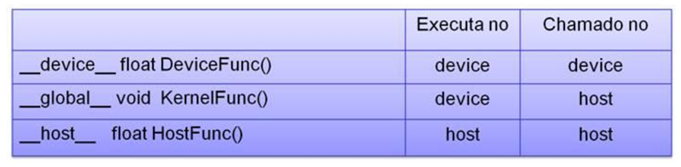 Executa no Chamado no
__device__ float DeviceFunc() device device
__global__ void KernelFunc() device host
__host__ float HostFunc() host host